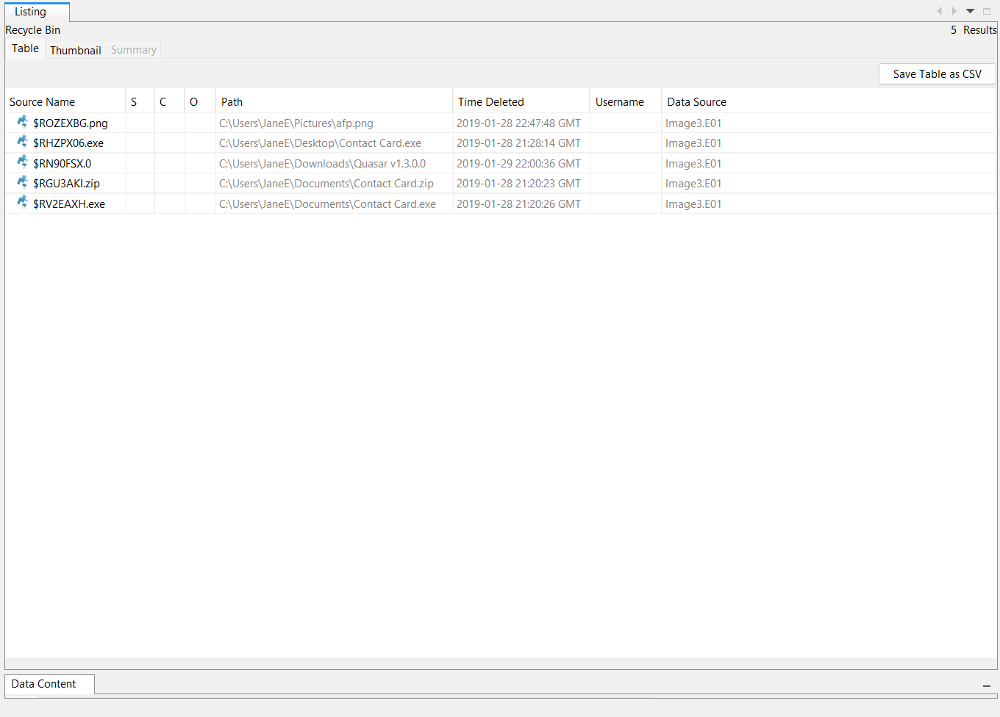 Listing
Recycle Bin 5 Results
Table Thumbnail Summary
Save Table as CSV
Source Name S C O Path Time Deleted Username Data Source
$ROZEXBG.png C:\Users\JaneE\Pictures\afp.png 2019-01-28 22:47:48 GMT Image3.E01
$RHZPX06.exe C:\Users\JaneE\Desktop\Contact Card.exe 2019-01-28 21:28:14 GMT Image3.E01
$RN90FSX.0 C:\Users\JaneE\Downloads\Quasar v1.3.0.0 2019-01-29 22:00:36 GMT Image3.E01
$RGU3AKI.zip C:\Users\JaneE\Documents\Contact Card.zip 2019-01-28 21:20:23 GMT Image3.E01
$RV2EAXH.exe C:\Users\JaneE\Documents\Contact Card.exe 2019-01-28 21:20:26 GMT Image3.E01
Data Content